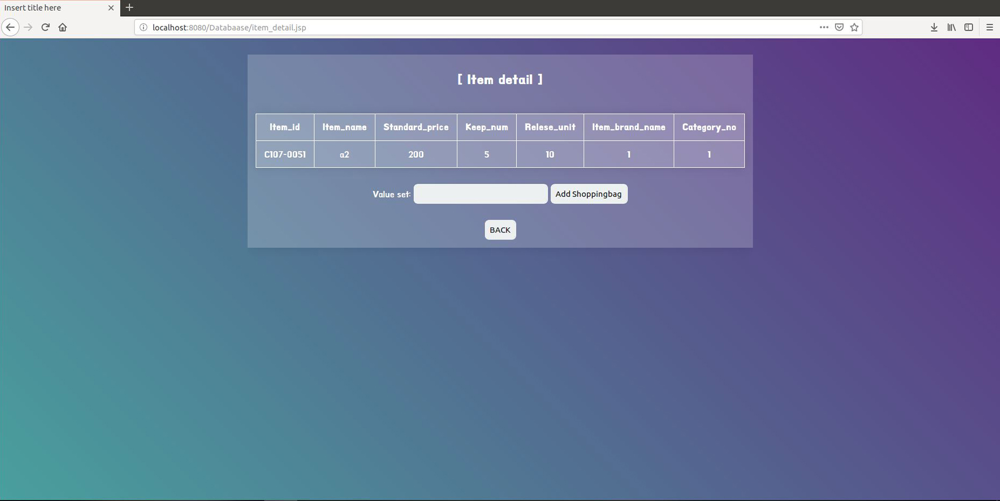 Insert title here
localhost:8080/Databaase/item_detail.jsp
[ Item detail ]
Item_id Item_name Standard_price Keep_num Relese_unit Item_brand_name Category_no
C107-0051 a2 200 5 10 1 1
Value set: Add Shoppingbag
BACK